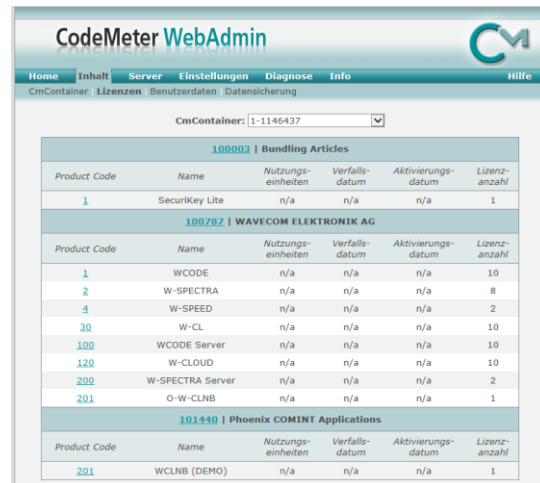 CodeMeter WebAdmin
CM
Home Inhalt Server Einstellungen Diagnose Info Hilfe
CmContainer | Lizenzen | Benutzerdaten | Datensicherung
CmContainer: 1-1146437
100003 | Bundling Articles
Product Code Name Nutzungs-einheiten Verfalls-datum Aktivierungs-datum Lizenz-anzahl
1 SecuriKey Lite n/a n/a n/a 1
100787 | WAVECOM ELEKTRONIK AG
Product Code Name Nutzungs-einheiten Verfalls-datum Aktivierungs-datum Lizenz-anzahl
1 WCODE n/a n/a n/a 10
2 W-SPECTRA n/a n/a n/a 8
4 W-SPEED n/a n/a n/a 2
30 W-CL n/a n/a n/a 10
100 WCODE Server n/a n/a n/a 10
120 W-CLOUD n/a n/a n/a 10
200 W-SPECTRA Server n/a n/a n/a 2
201 O-W-CLNB n/a n/a n/a 1
101440 | Phoenix COMINT Applications
Product Code Name Nutzungs-einheiten Verfalls-datum Aktivierungs-datum Lizenz-anzahl
201 WCLNB (DEMO) n/a n/a n/a 1